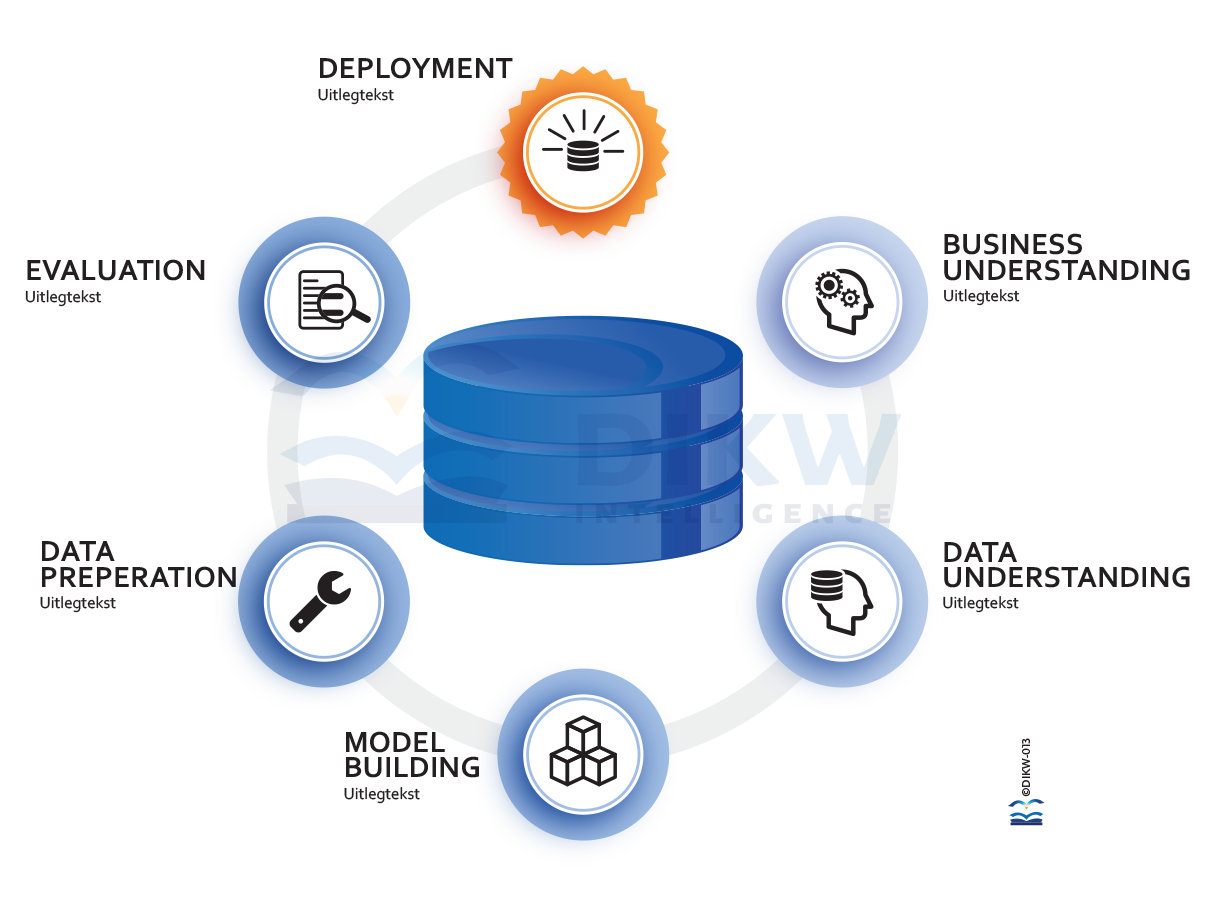 DEPLOYMENT
Uitlegtekst
BUSINESS
UNDERSTANDING
Uitlegtekst
EVALUATION
Uitlegtekst
DIKW
INTELLIGENCE
DATA
PREPERATION
Uitlegtekst
DATA
UNDERSTANDING
Uitlegtekst
MODEL
BUILDING
Uitlegtekst
©DIKW-013